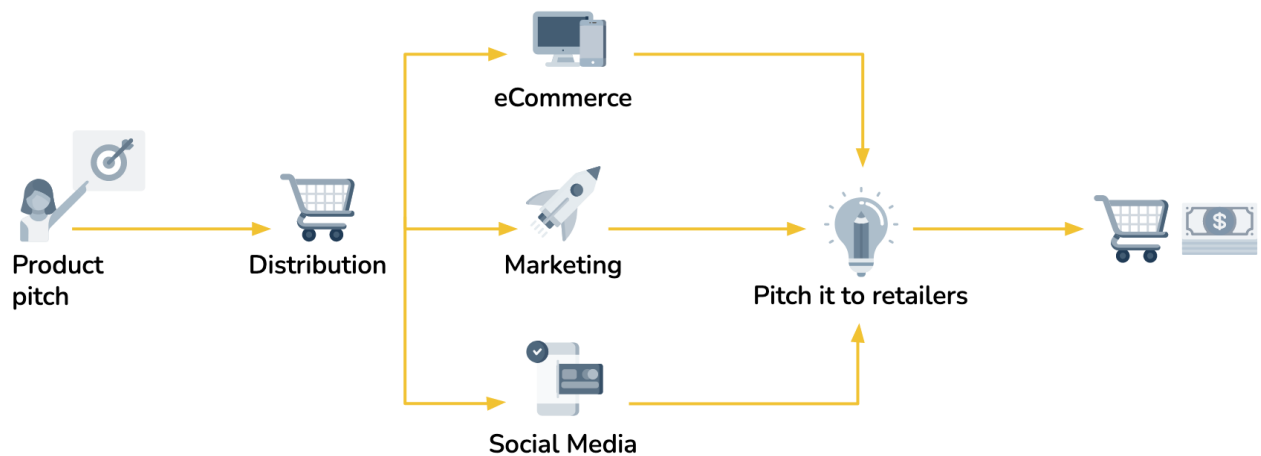 Product
pitch
Distribution
eCommerce
Marketing
Social Media
Pitch it to retailers
$